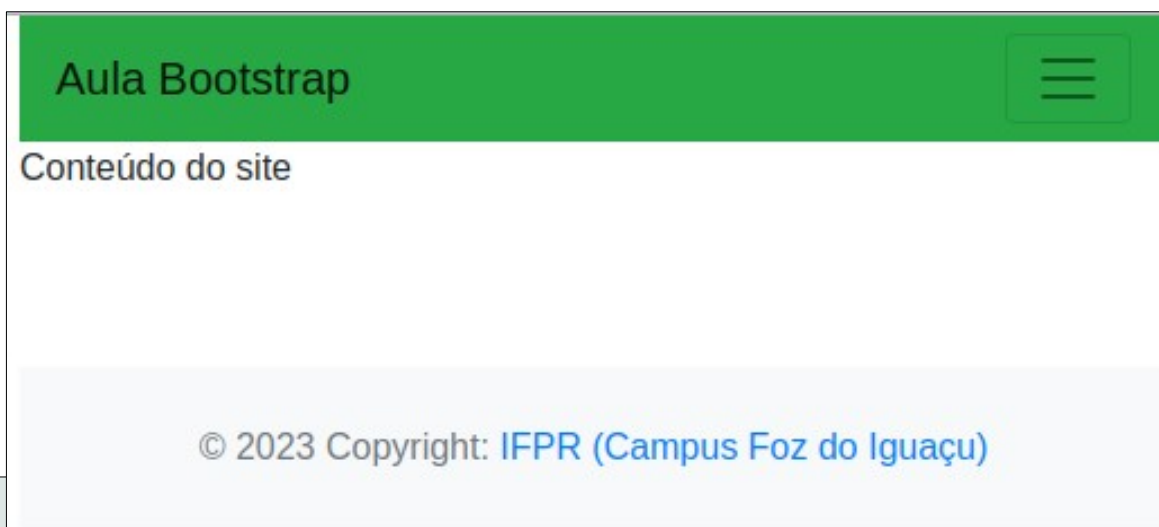 Aula Bootstrap
Conteúdo do site
© 2023 Copyright: IFPR (Campus Foz do Iguaçu)